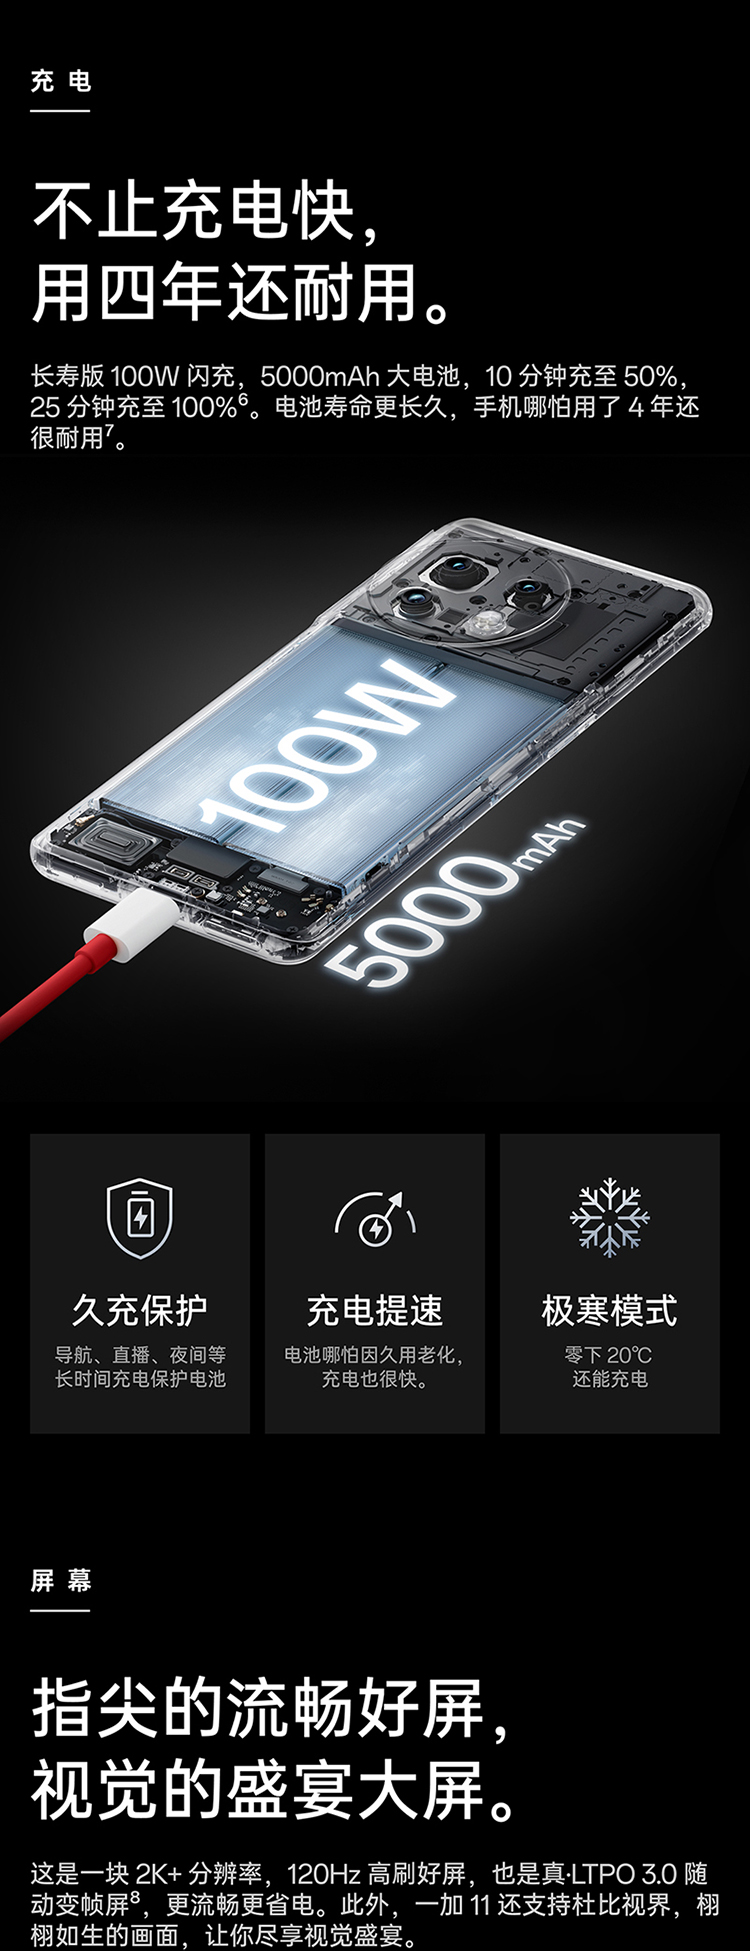 充电
不止充电快，
用四年还耐用。
长寿版 100W 闪充，5000mAh 大电池，10 分钟充至 50%，
25 分钟充至 100%⁶。电池寿命更长久，手机哪怕用了 4 年还
很耐用⁷。
100W
5000mAh
久充保护
导航、直播、夜间等
长时间充电保护电池
充电提速
电池哪怕因久用老化，
充电也很快。
极寒模式
零下 20℃
还能充电
屏幕
指尖的流畅好屏，
视觉的盛宴大屏。
这是一块 2K+ 分辨率，120Hz 高刷好屏，也是真·LTPO 3.0 随
动变帧屏⁸，更流畅更省电。此外，一加 11 还支持杜比视界，栩
栩如生的画面，让你尽享视觉盛宴。